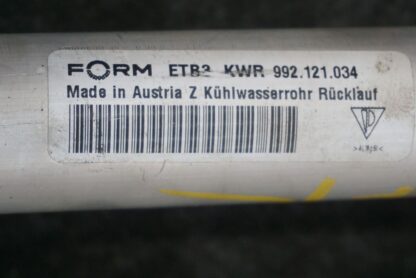 FORM ETB2 KWR 992.121.034
Made in Austria Z Kühlwasserrohr Rücklauf